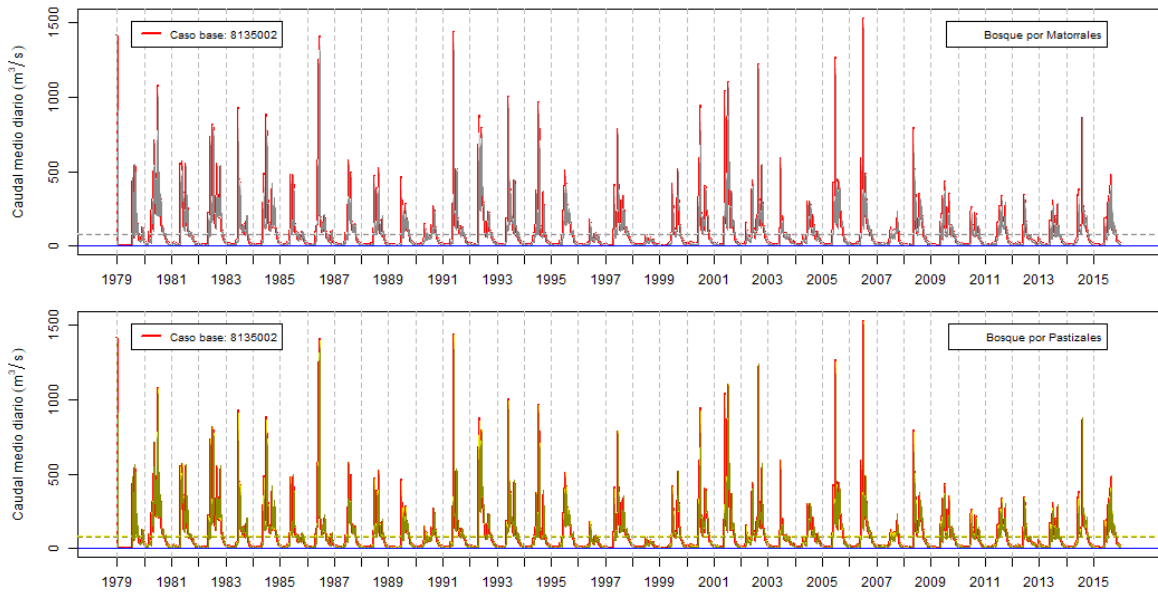 Caudal medio diario (m³/s)
1500
1000
500
0
Caso base: 8135002
Bosque por Matorrales
1979 1981 1983 1985 1987 1989 1991 1993 1995 1997 1999 2001 2003 2005 2007 2009 2011 2013 2015
Caudal medio diario (m³/s)
1500
1000
500
0
Caso base: 8135002
Bosque por Pastizales
1979 1981 1983 1985 1987 1989 1991 1993 1995 1997 1999 2001 2003 2005 2007 2009 2011 2013 2015